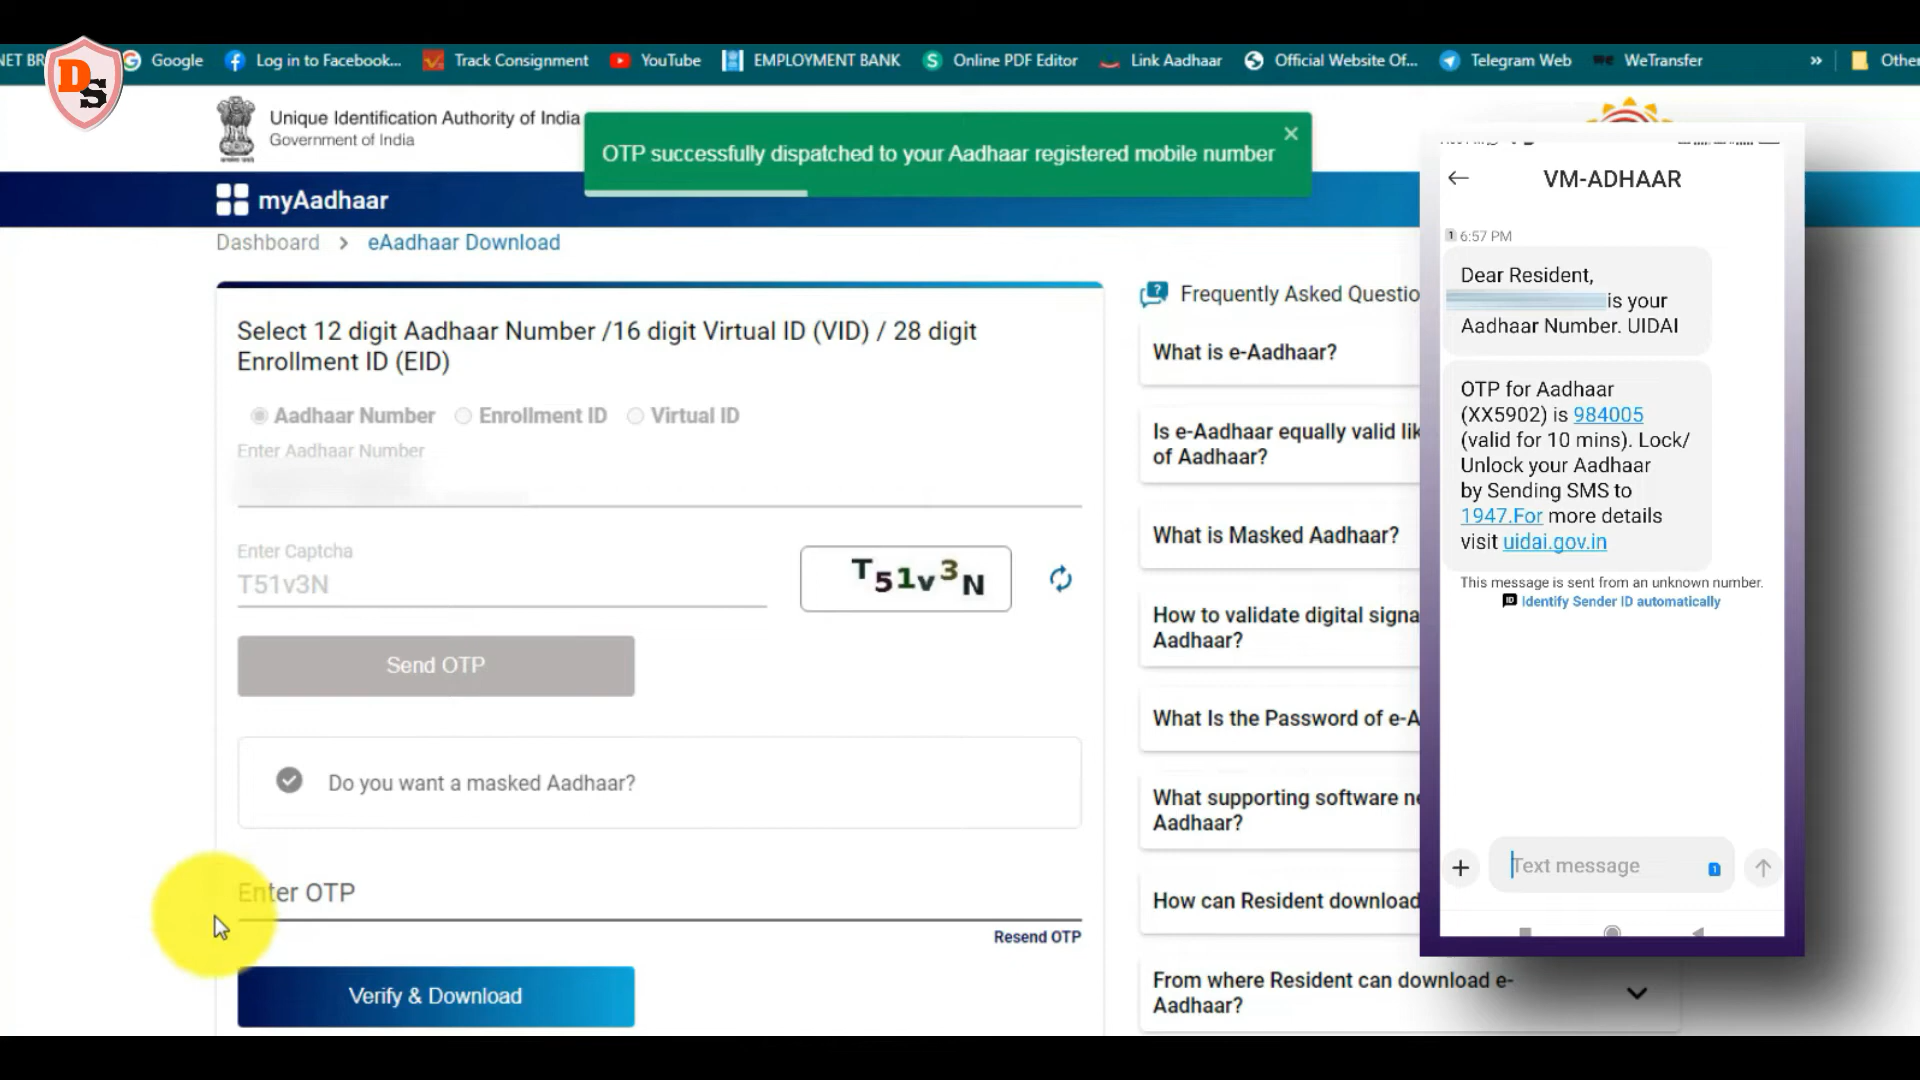 NET BR
Google
Log in to Facebook...
Track Consignment
YouTube
EMPLOYMENT BANK
Online PDF Editor
Link Aadhaar
Official Website Of...
Telegram Web
WeTransfer
»
Other
DS
Unique Identification Authority of India
Government of India
OTP successfully dispatched to your Aadhaar registered mobile number
myAadhaar
Dashboard > eAadhaar Download
Select 12 digit Aadhaar Number /16 digit Virtual ID (VID) / 28 digit
Enrollment ID (EID)
Aadhaar Number Enrollment ID Virtual ID
Enter Aadhaar Number
Enter Captcha
T51v3N
T51v3N
Send OTP
Do you want a masked Aadhaar?
Enter OTP
Resend OTP
Verify & Download
Frequently Asked Questio
What is e-Aadhaar?
Is e-Aadhaar equally valid lik
of Aadhaar?
What is Masked Aadhaar?
How to validate digital signa
Aadhaar?
What Is the Password of e-A
What supporting software ne
Aadhaar?
How can Resident download
From where Resident can download e-
Aadhaar?
VM-ADHAAR
1 6:57 PM
Dear Resident,
is your
Aadhaar Number. UIDAI
OTP for Aadhaar
(XX5902) is 984005
(valid for 10 mins). Lock/
Unlock your Aadhaar
by Sending SMS to
1947.For more details
visit uidai.gov.in
This message is sent from an unknown number.
ID Identify Sender ID automatically
Text message
1